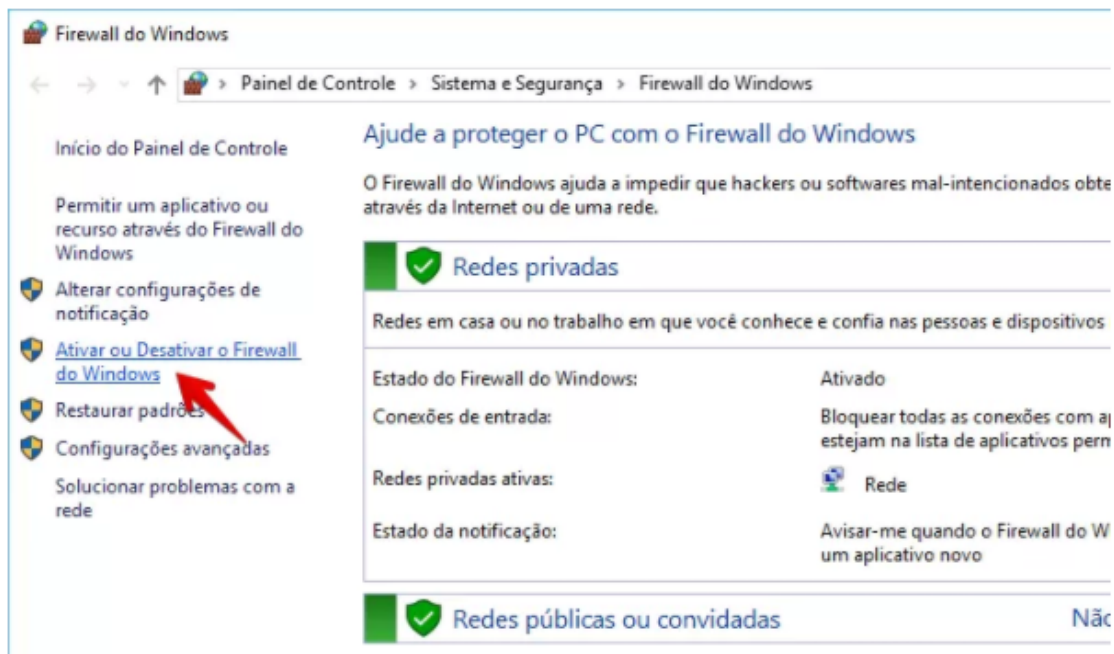 Firewall do Windows
Painel de Controle > Sistema e Segurança > Firewall do Windows
Início do Painel de Controle
Permitir um aplicativo ou
recurso através do Firewall do
Windows
Alterar configurações de
notificação
Ativar ou Desativar o Firewall
do Windows
Restaurar padrões
Configurações avançadas
Solucionar problemas com a
rede
Ajude a proteger o PC com o Firewall do Windows
O Firewall do Windows ajuda a impedir que hackers ou softwares mal-intencionados obte
através da Internet ou de uma rede.
Redes privadas
Redes em casa ou no trabalho em que você conhece e confia nas pessoas e dispositivos
Estado do Firewall do Windows: Ativado
Conexões de entrada: Bloquear todas as conexões com a
estejam na lista de aplicativos perm
Redes privadas ativas: Rede
Estado da notificação: Avisar-me quando o Firewall do W
um aplicativo novo
Redes públicas ou convidadas Não